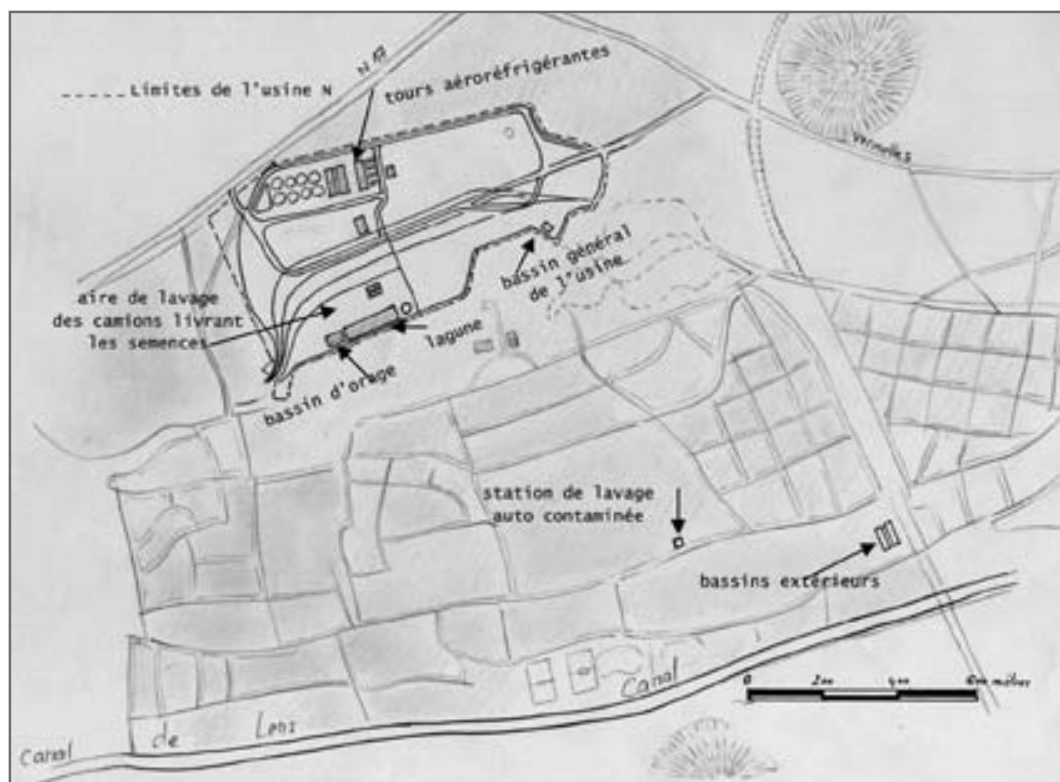 ----- Limites de l'usine N
tours aéroréfrigérantes
Vermelles
bassin général
de l'usine
aire de lavage
des camions livrant
les semences
lagune
bassin d'orage
station de lavage
auto contaminée
bassins extérieurs
0 200 400 600 mètres
Canal
Canal de Lens